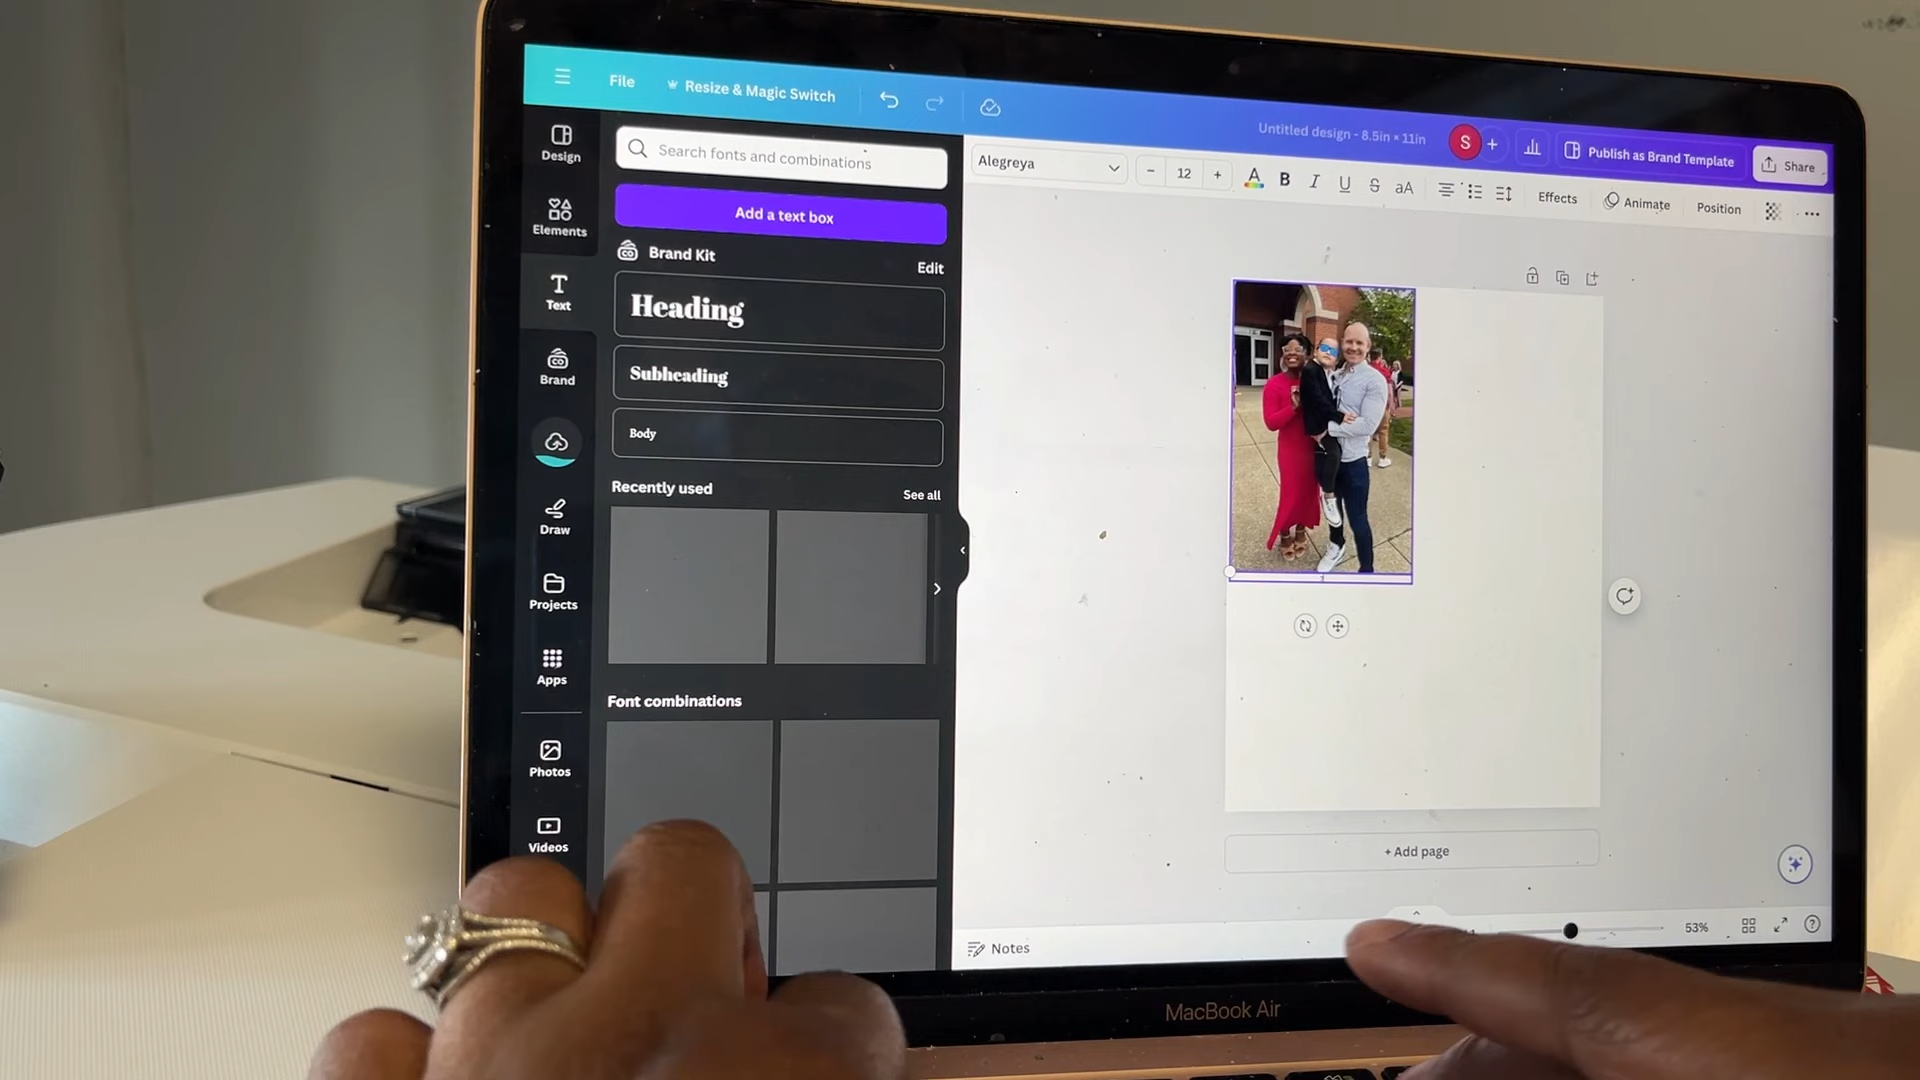 File
Resize & Magic Switch
Untitled design - 8.5in × 11in
S
+
Publish as Brand Template
Share
Design
Elements
Text
Brand
Draw
Projects
Apps
Photos
Videos
Search fonts and combinations
Add a text box
Brand Kit
Edit
Heading
Subheading
Body
Recently used
See all
Font combinations
Alegreya
- 12 +
A B I U S aA
Effects
Animate
Position
+ Add page
Notes
53%
?
MacBook Air